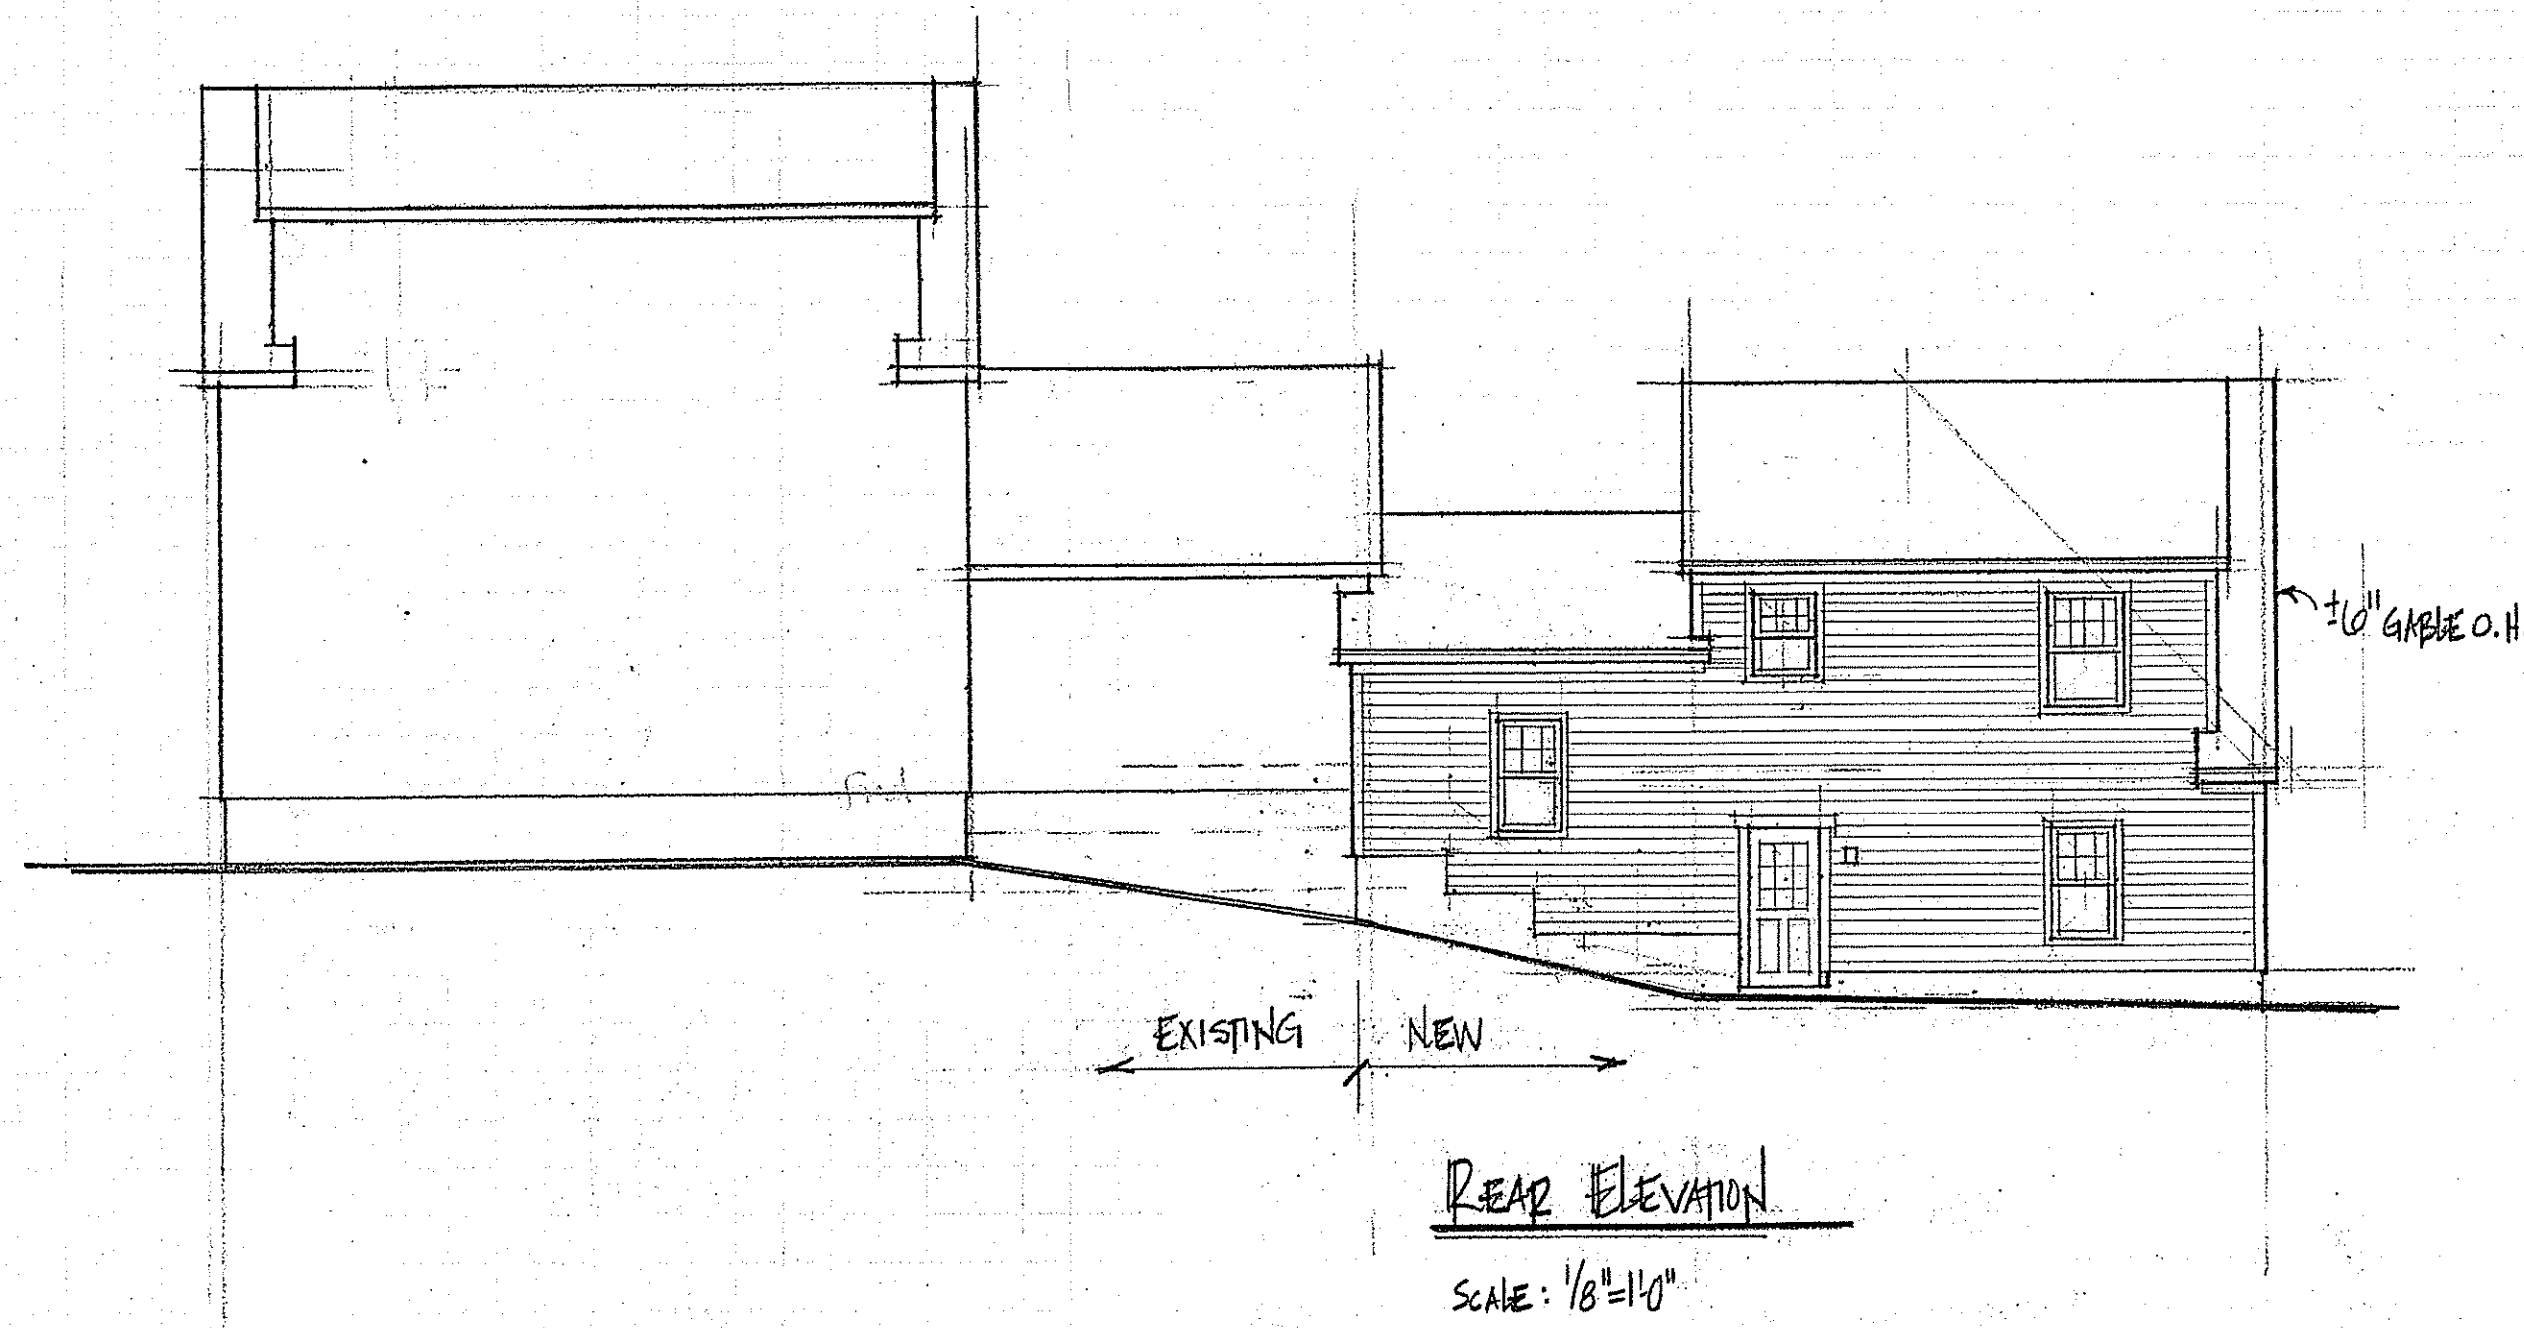 ±6" GABLE O.H
EXISTING NEW
REAR ELEVATION
SCALE: 1/8"=1'-0"